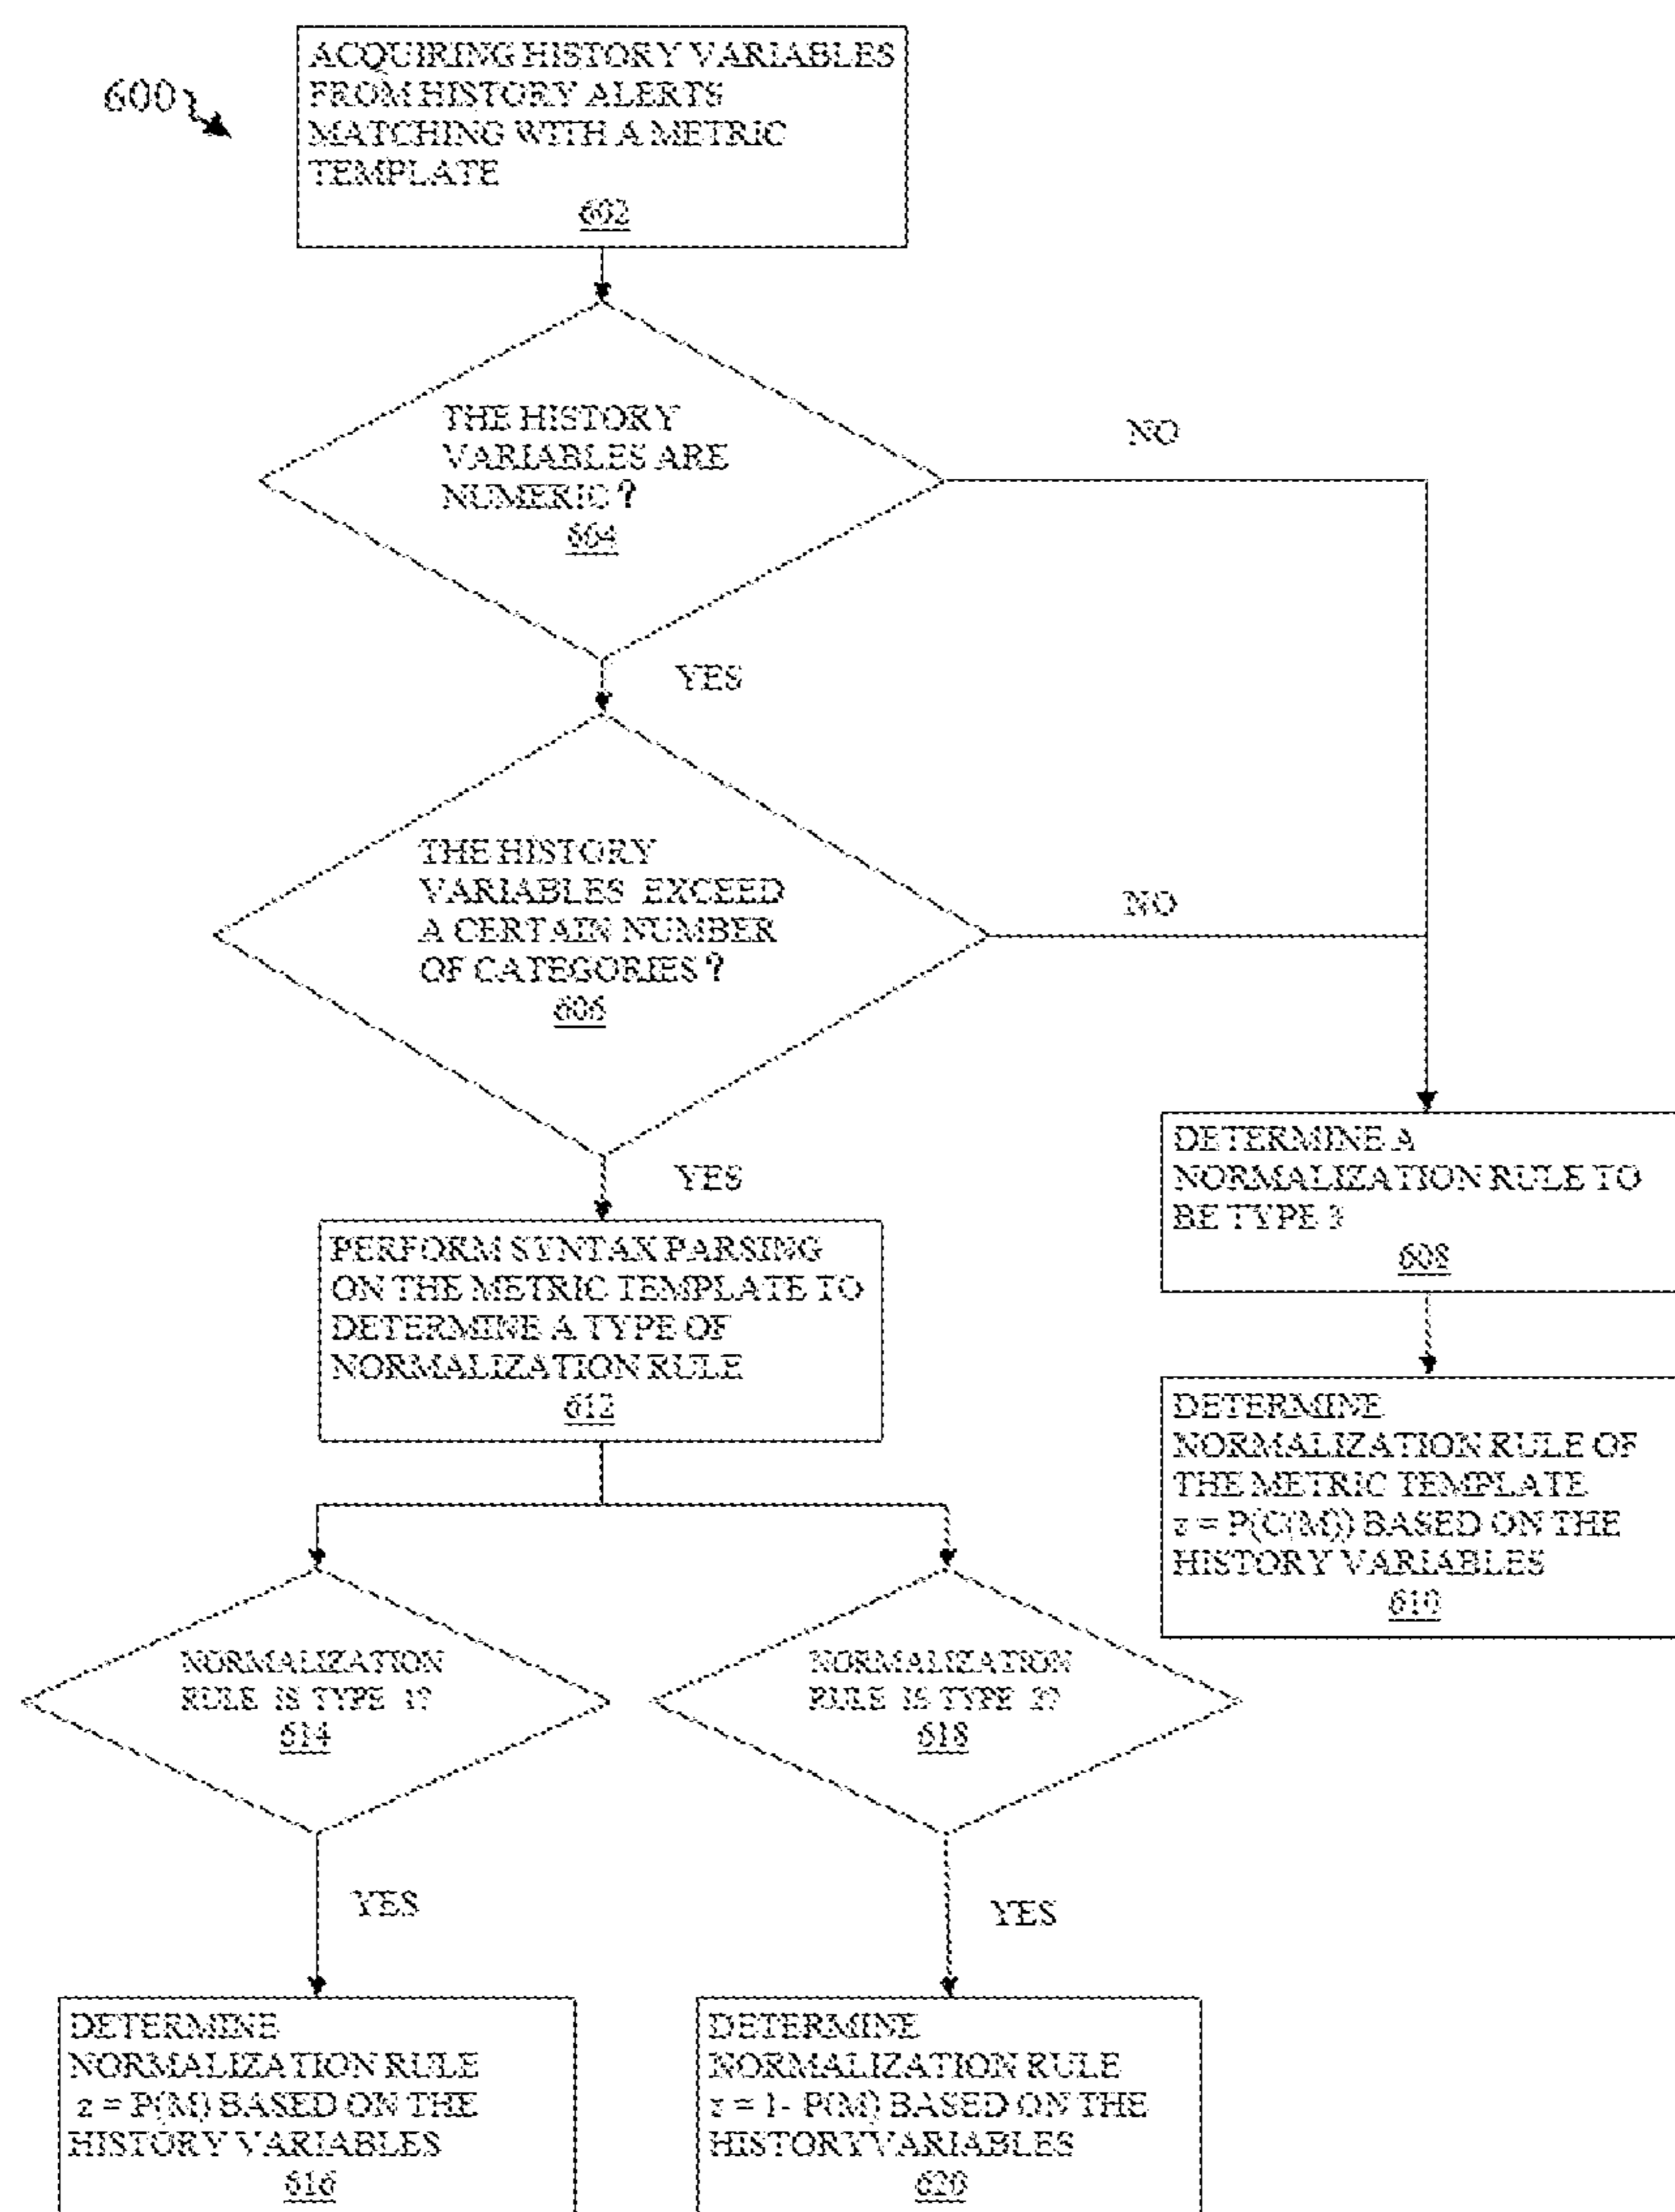 600
ACQUIRING HISTORY VARIABLES
FROM HISTORY ALERTS
MATCHING WITH A METRIC
TEMPLATE
602
THE HISTORY
VARIABLES ARE
NUMERIC?
604
NO
YES
THE HISTORY
VARIABLES EXCEED
A CERTAIN NUMBER
OF CATEGORIES?
606
NO
YES
DETERMINE A
NORMALIZATION RULE TO
BE TYPE 3
608
PERFORM SYNTAX PARSING
ON THE METRIC TEMPLATE TO
DETERMINE A TYPE OF
NORMALIZATION RULE
612
DETERMINE
NORMALIZATION RULE OF
THE METRIC TEMPLATE
z = P(C(M)) BASED ON THE
HISTORY VARIABLES
610
NORMALIZATION
RULE IS TYPE 1?
614
NORMALIZATION
RULE IS TYPE 2?
618
YES
YES
DETERMINE
NORMALIZATION RULE
z = P(M) BASED ON THE
HISTORY VARIABLES
616
DETERMINE
NORMALIZATION RULE
z = 1- P(M) BASED ON THE
HISTORYVARIABLES
620